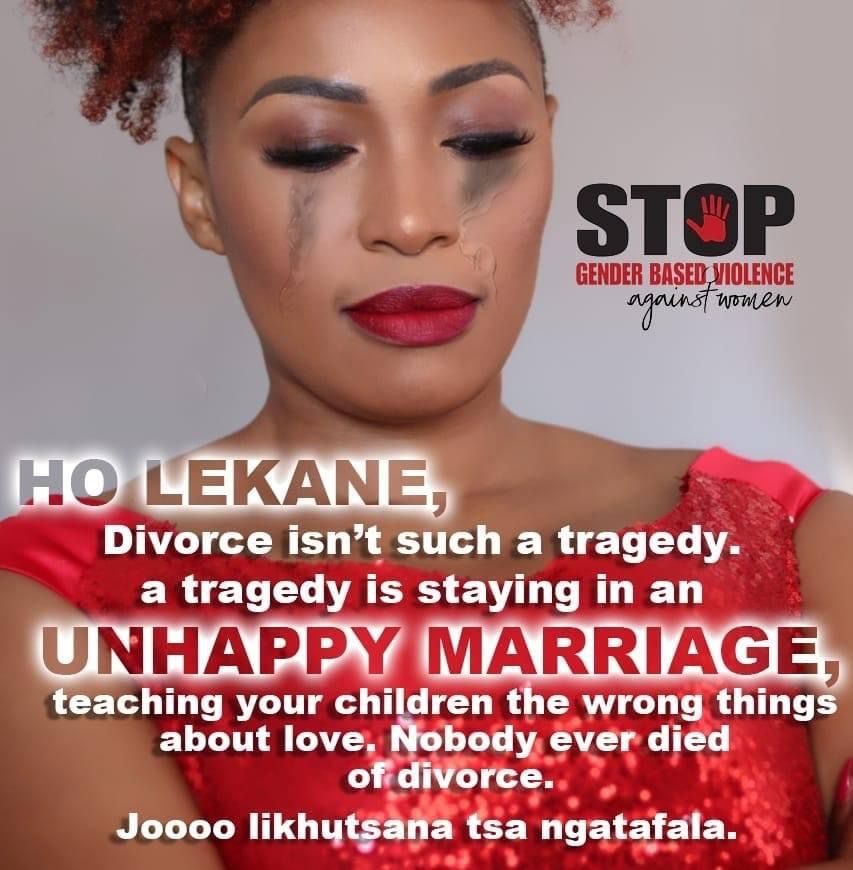 STOP
GENDER BASED VIOLENCE
against women
HO LEKANE,
Divorce isn't such a tragedy.
a tragedy is staying in an
UNHAPPY MARRIAGE,
teaching your children the wrong things
about love. Nobody ever died
of divorce.
Joooo likhutsana tsa ngatafala.